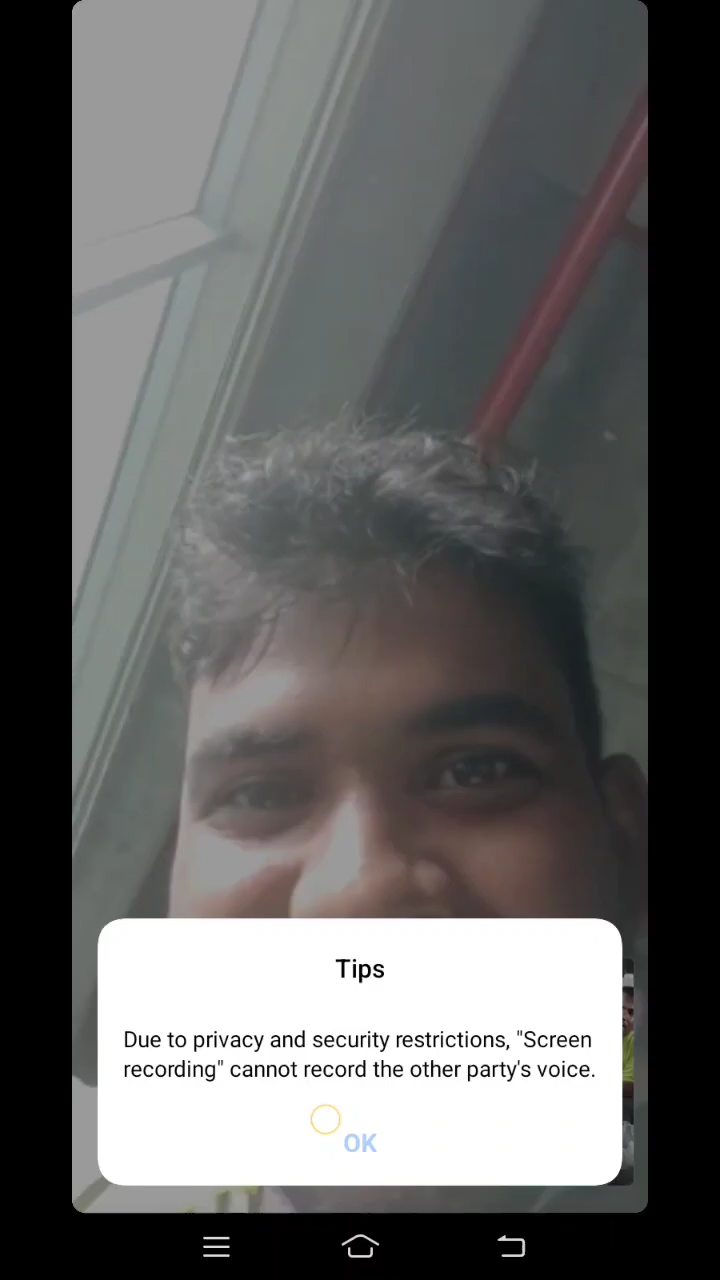 Tips
Due to privacy and security restrictions, "Screen
recording" cannot record the other party's voice.
OK